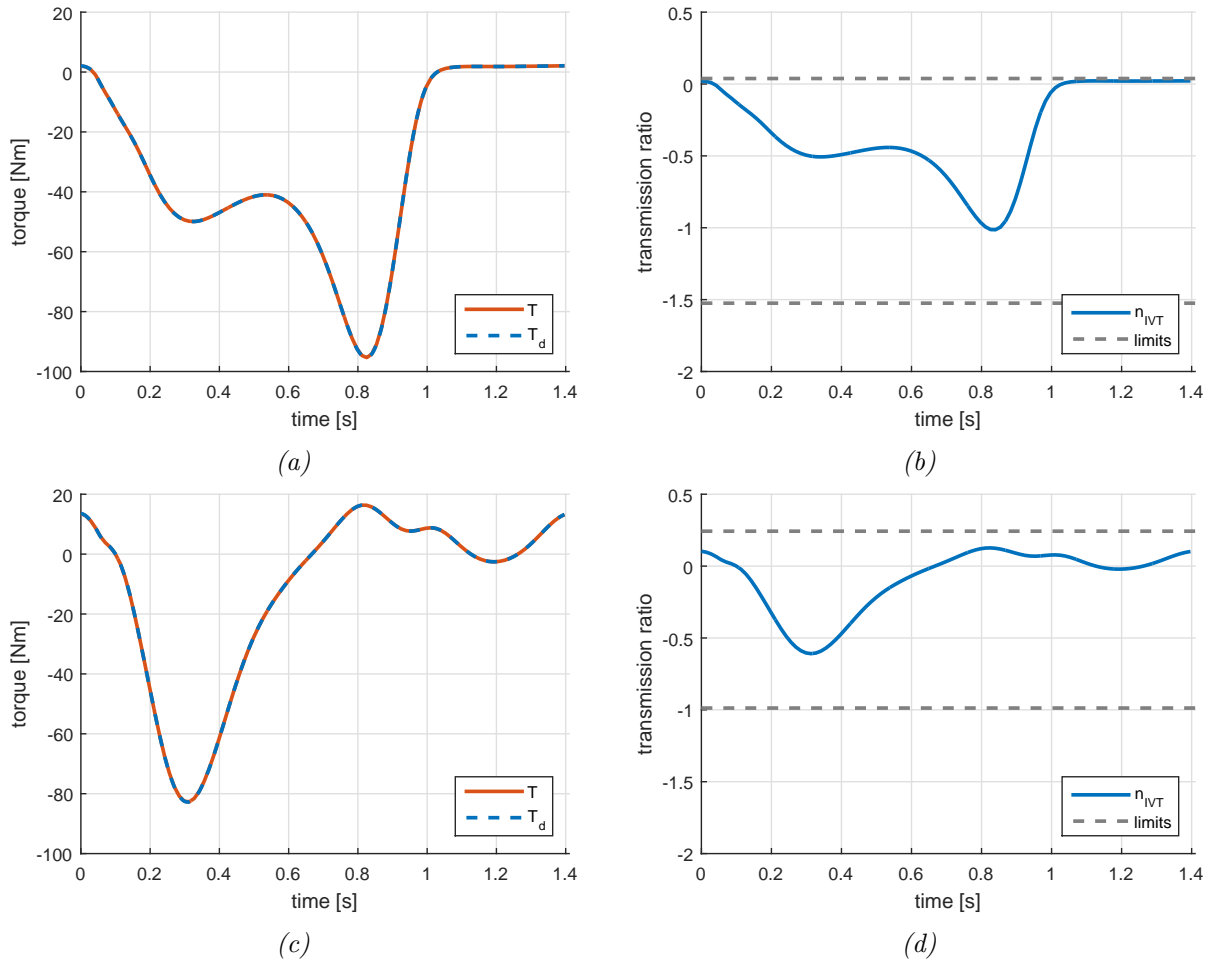 20
0
-20
-40
-60
-80
-100
torque [Nm]
0 0.2 0.4 0.6 0.8 1 1.2 1.4
time [s]
T
T_d
(a)
0.5
0
-0.5
-1
-1.5
-2
transmission ratio
0 0.2 0.4 0.6 0.8 1 1.2 1.4
time [s]
n_IVT
limits
(b)
20
0
-20
-40
-60
-80
-100
torque [Nm]
0 0.2 0.4 0.6 0.8 1 1.2 1.4
time [s]
T
T_d
(c)
0.5
0
-0.5
-1
-1.5
-2
transmission ratio
0 0.2 0.4 0.6 0.8 1 1.2 1.4
time [s]
n_IVT
limits
(d)